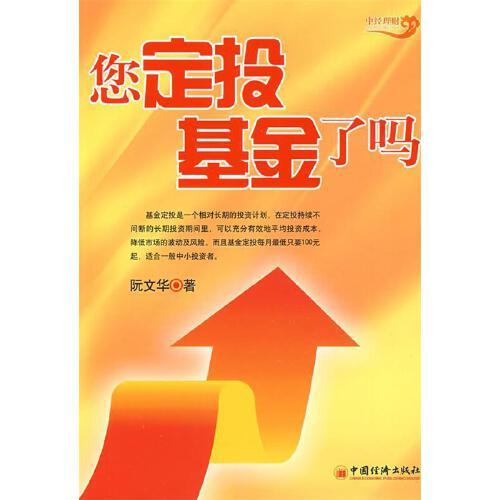 中经理财
您定投
基金了吗
基金定投是一个相对长期的投资计划，在定投持续不
间断的长期投资期间里，可以充分有效地平均投资成本，
降低市场的波动及风险。而且基金定投每月最低只要100元
起，适合一般中小投资者。
阮文华 著
中国经济出版社